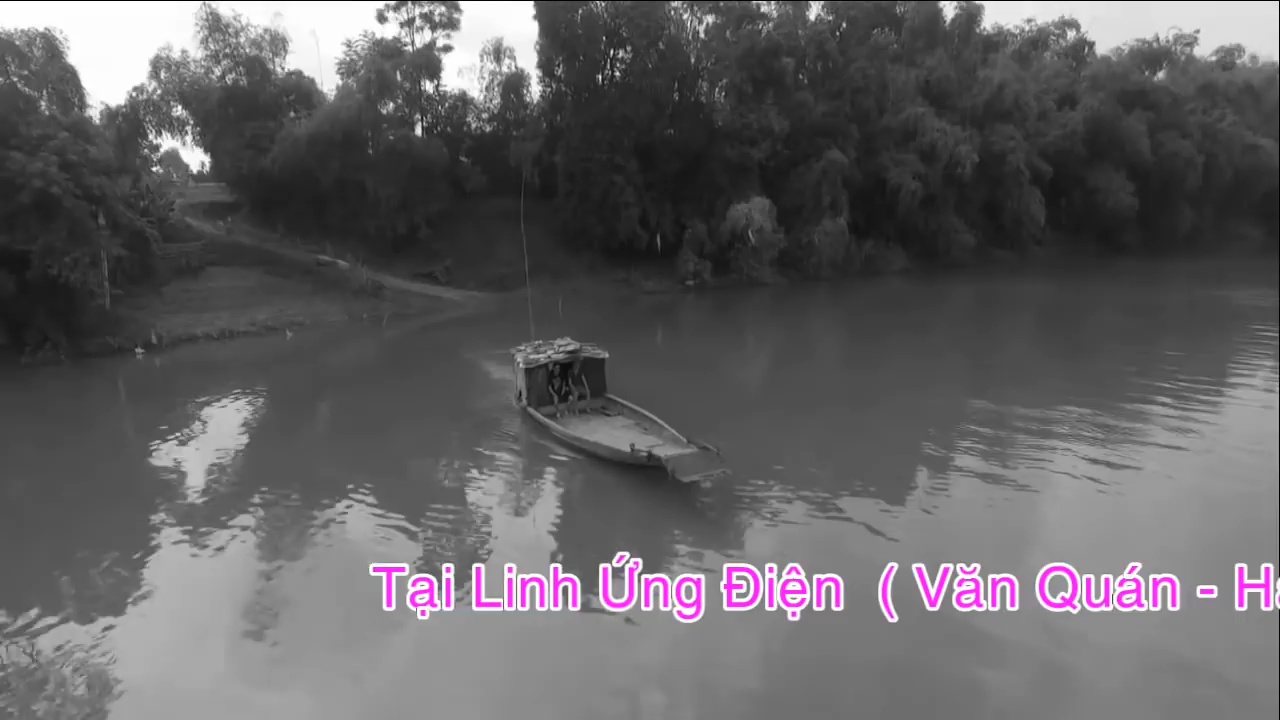 Tại Linh Ứng Điện ( Văn Quán -